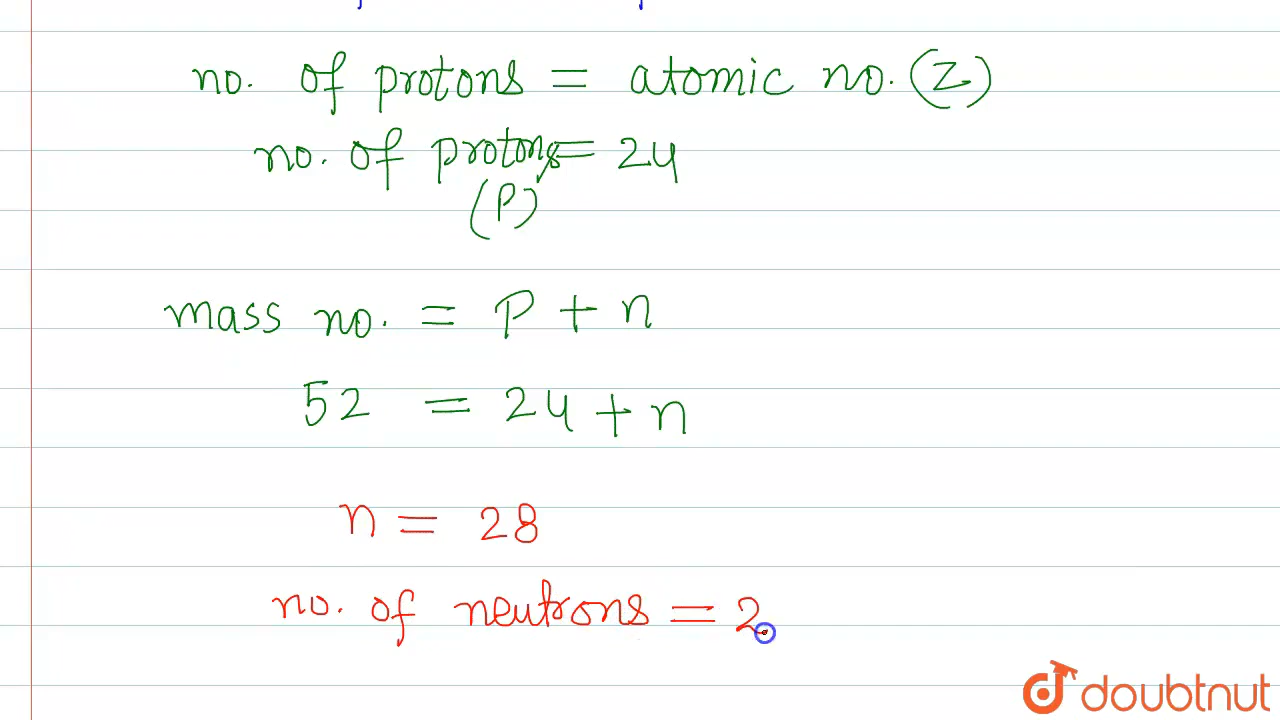 no. of protons = atomic no. (Z)
no. of protons = 24
(P)
mass no. = P + n
52 = 24 + n
n = 28
no. of neutrons = 2
doubtnut